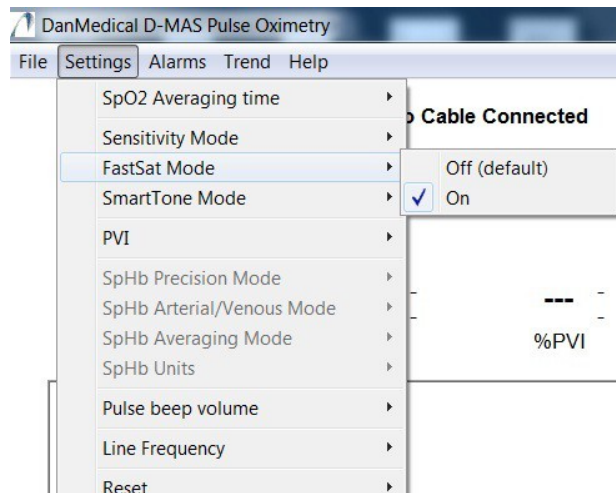 DanMedical D-MAS Pulse Oximetry
File Settings Alarms Trend Help
SpO2 Averaging time
Cable Connected
Sensitivity Mode
FastSat Mode
Off (default)
SmartTone Mode
On
PVI
SpHb Precision Mode
SpHb Arterial/Venous Mode
---
SpHb Averaging Mode
%PVI
SpHb Units
Pulse beep volume
Line Frequency
Reset